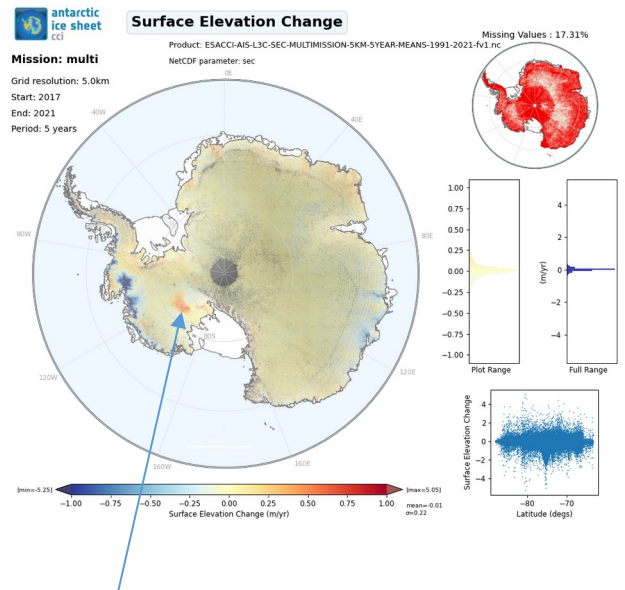 antarctic
ice sheet
cci
Surface Elevation Change
Mission: multi
Product: ESACCI-AIS-L3C-SEC-MULTIMISSION-5KM-5YEAR-MEANS-1991-2021-fv1.nc
NetCDF parameter: sec
Grid resolution: 5.0km
Start: 2017
End: 2021
Period: 5 years
Missing Values : 17.31%
0E
40E
80E
120E
160E
160W
120W
80W
40W
80S
1.00
0.75
0.50
0.25
0.00
−0.25
−0.50
−0.75
−1.00
Plot Range
(m/yr)
4
2
0
−2
−4
Full Range
[min=-5.25]
−1.00 −0.75 −0.50 −0.25 0.00 0.25 0.50 0.75 1.00
[max=5.05]
mean=-0.01
σ=0.22
Surface Elevation Change (m/yr)
Surface Elevation Change
4
2
0
−2
−4
−80 −70
Latitude (degs)